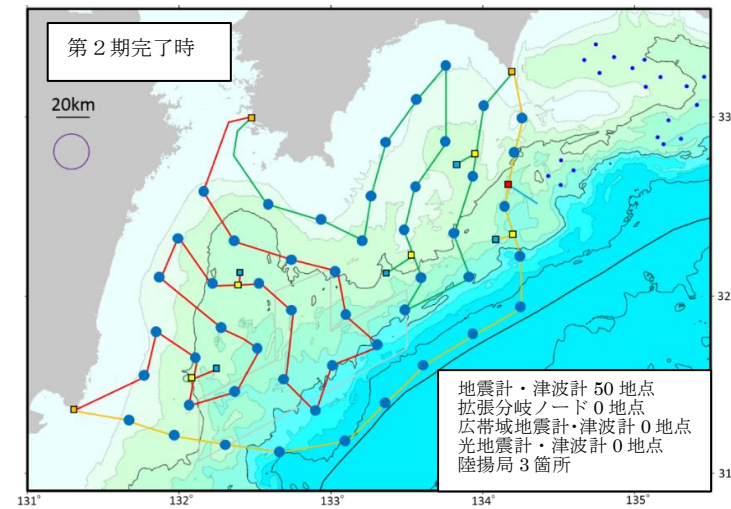 第２期完了時
20km
33
32
31
地震計・津波計 50 地点
拡張分岐ノード 0 地点
広帯域地震計・津波計 0 地点
光地震計・津波計 0 地点
陸揚局 3 箇所
131° 132° 133° 134° 135°